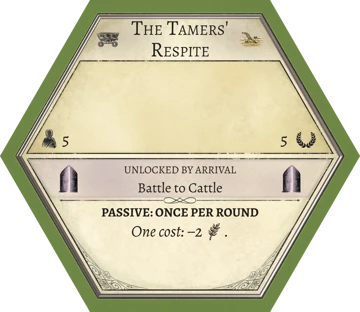 The Tamers'
Respite
5 5
UNLOCKED BY ARRIVAL
Battle to Cattle
PASSIVE: ONCE PER ROUND
One cost: −2 .